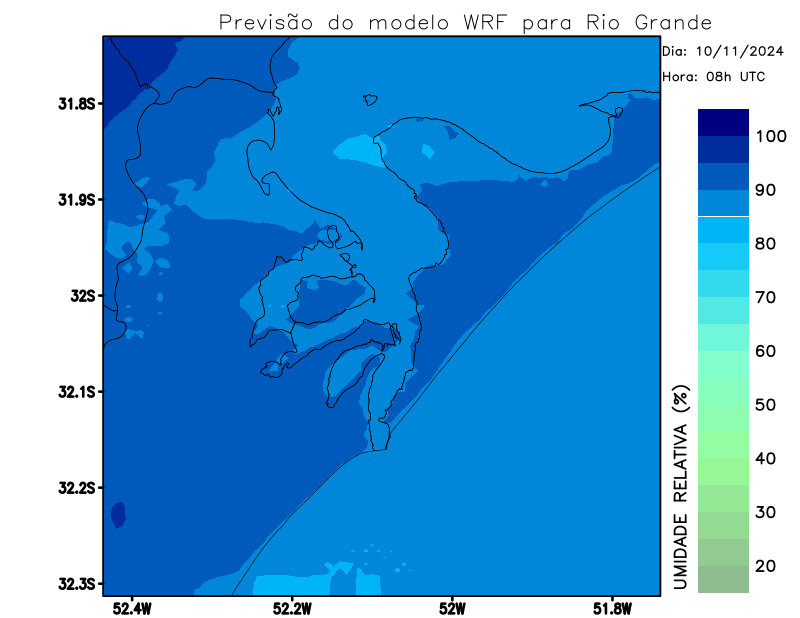 Previsão do modelo WRF para Rio Grande
Dia: 10/11/2024
Hora: 08h UTC
31.8S
31.9S
32S
32.1S
32.2S
32.3S
52.4W
52.2W
52W
51.8W
100
90
80
70
60
50
40
30
20
UMIDADE RELATIVA (%)